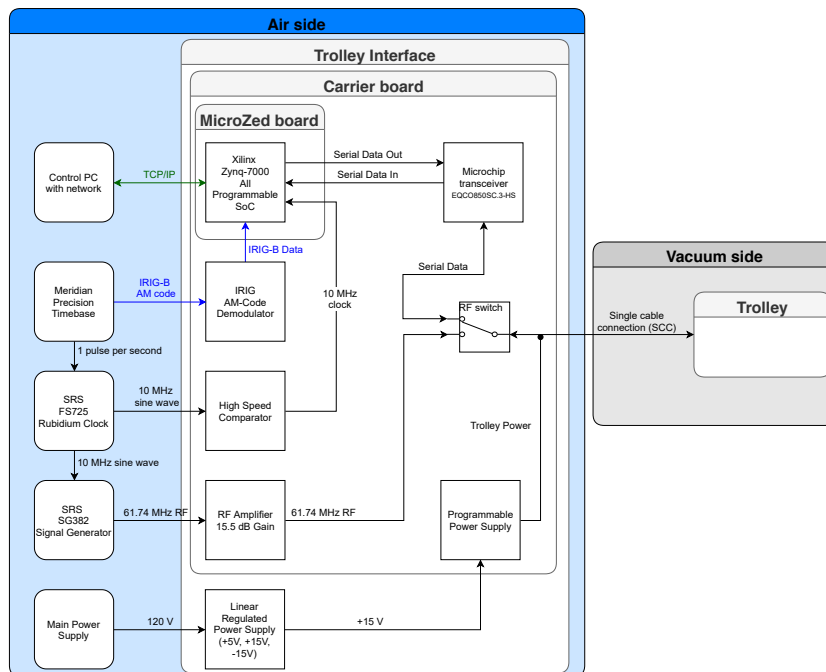 Air side
Trolley Interface
Carrier board
MicroZed board
Control PC
with network
TCP/IP
Xilinx
Zynq-7000
All
Programmable
SoC
Serial Data Out
Serial Data In
Microchip
transceiver
EQCO850SC.3-HS
IRIG-B Data
Meridian
Precision
Timebase
IRIG-B
AM code
IRIG
AM-Code
Demodulator
10 MHz
clock
Serial Data
RF switch
Vacuum side
Trolley
Single cable
connection (SCC)
1 pulse per second
SRS
FS725
Rubidium Clock
10 MHz
sine wave
High Speed
Comparator
Trolley Power
10 MHz sine wave
SRS
SG382
Signal Generator
61.74 MHz RF
RF Amplifier
15.5 dB Gain
61.74 MHz RF
Programmable
Power Supply
Main Power
Supply
120 V
Linear
Regulated
Power Supply
(+5V, +15V,
-15V)
+15 V